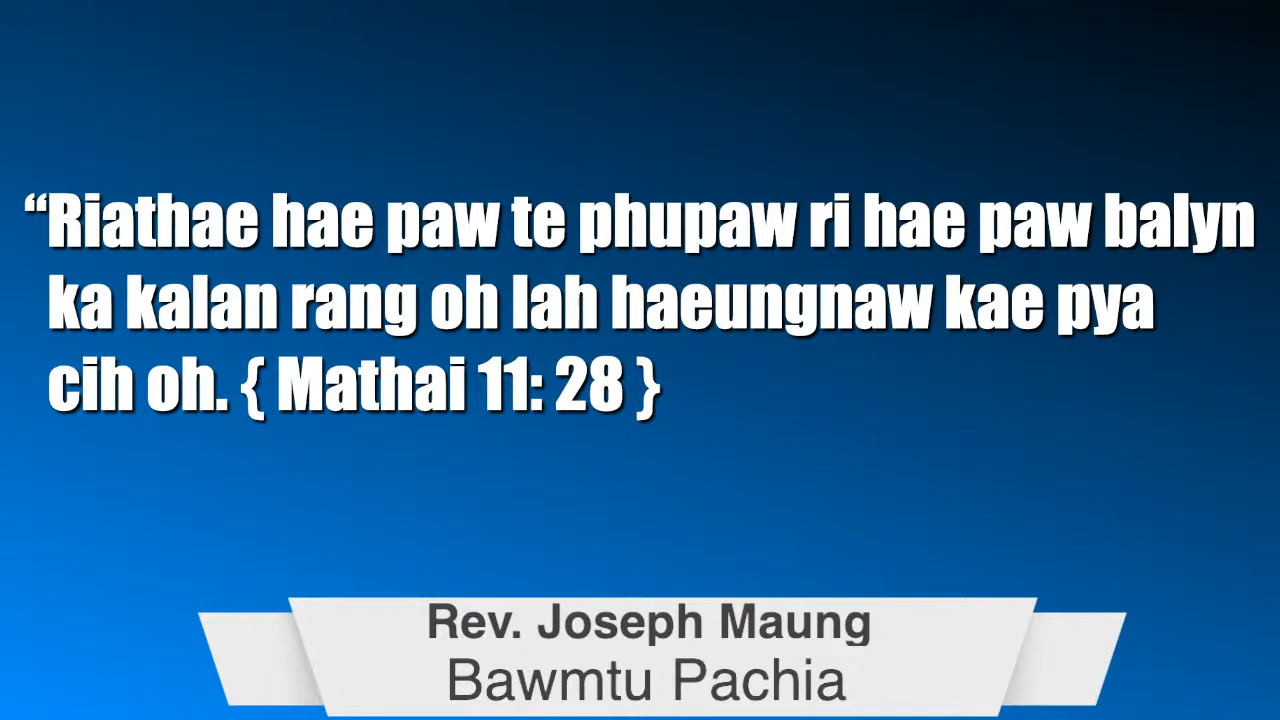 “Riathae hae paw te phupaw ri hae paw balyn
ka kalan rang oh lah haeungnaw kae pya
cih oh. { Mathai 11: 28 }
Rev. Joseph Maung
Bawmtu Pachia